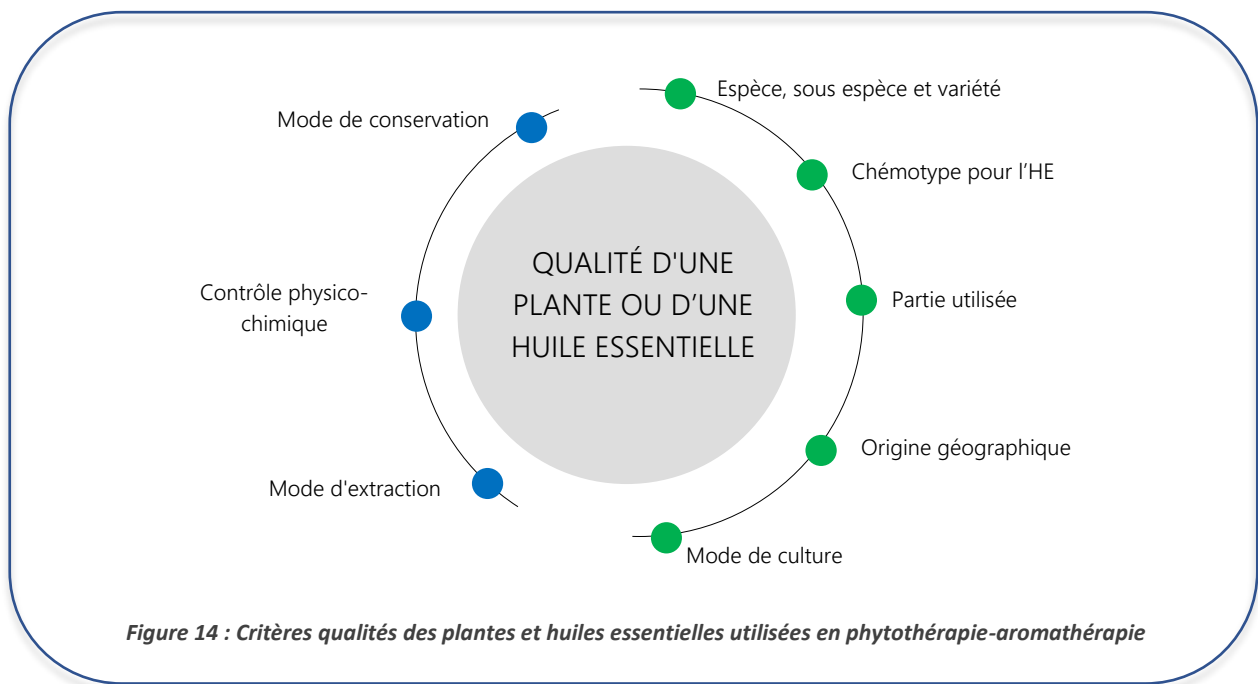 Espèce, sous espèce et variété
Mode de conservation
Chémotype pour l’HE
QUALITÉ D'UNE
PLANTE OU D’UNE
HUILE ESSENTIELLE
Contrôle physico-
chimique
Partie utilisée
Origine géographique
Mode d'extraction
Mode de culture
Figure 14 : Critères qualités des plantes et huiles essentielles utilisées en phytothérapie-aromathérapie